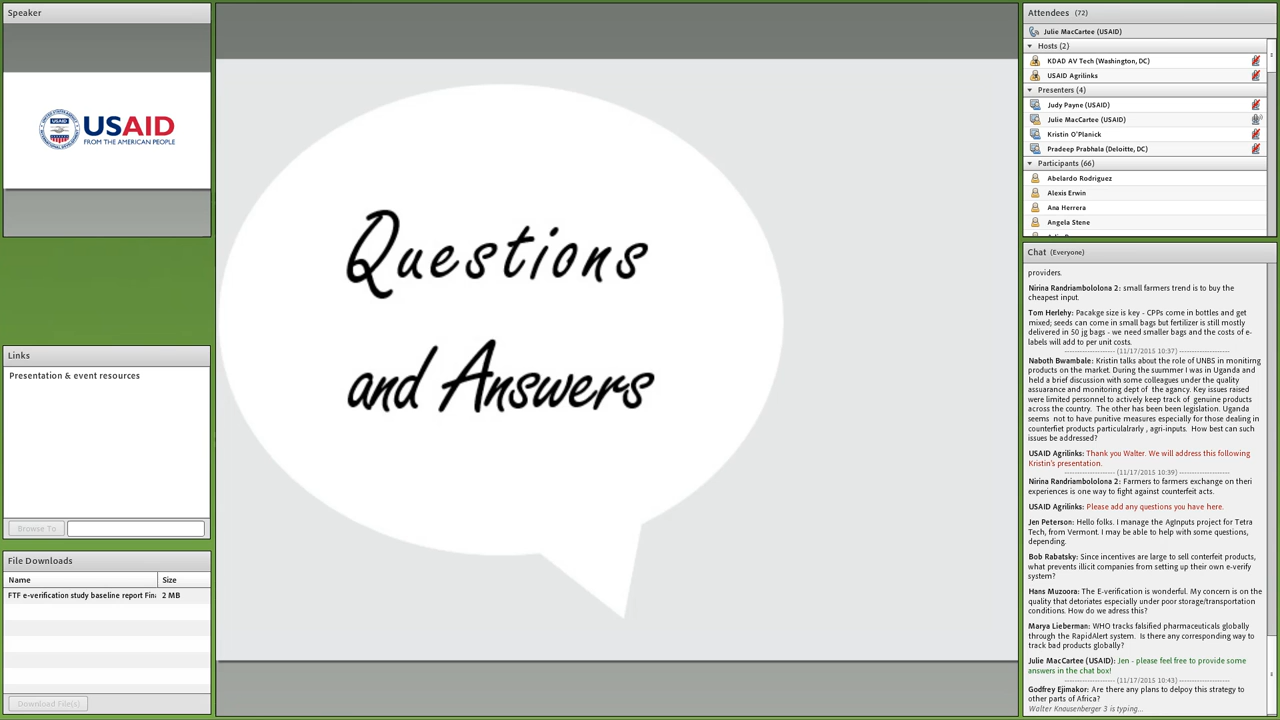 Speaker
USAID
FROM THE AMERICAN PEOPLE
Links
Presentation & event resources
Browse To
File Downloads
Name Size
FTF e-verification study baseline report Fin 2 MB
Download File(s)
Questions
and Answers
Attendees (72)
Julie MacCartee (USAID)
Hosts (2)
KDAD AV Tech (Washington, DC)
USAID Agrilinks
Presenters (4)
Judy Payne (USAID)
Julie MacCartee (USAID)
Kristin O'Planick
Pradeep Prabhala (Deloitte, DC)
Participants (66)
Abelardo Rodriguez
Alexis Erwin
Ana Herrera
Angela Stene
Chat (Everyone)
providers.
Nirina Randriambololona 2: small farmers trend is to buy the
cheapest input.
Tom Herlehy: Pacakge size is key - CPPs come in bottles and get
mixed; seeds can come in small bags but fertilizer is still mostly
delivered in 50 jg bags - we need smaller bags and the costs of e-
labels will add to per unit costs.
(11/17/2015 10:37)
Naboth Bwambale: Kristin talks about the role of UNBS in monitirng
products on the market. During the suummer I was in Uganda and
held a brief discussion with some colleagues under the quality
assuarance and monitoring dept of the agancy. Key issues raised
were limited personnel to actively keep track of genuine products
across the country. The other has been been legislation. Uganda
seems not to have punitive measures especially for those dealing in
counterfiet products particulalrarly , agri-inputs. How best can such
issues be addressed?
USAID Agrilinks: Thank you Walter. We will address this following
Kristin's presentation.
(11/17/2015 10:39)
Nirina Randriambololona 2: Farmers to farmers exchange on theri
experiences is one way to fight against counterfeit acts.
USAID Agrilinks: Please add any questions you have here.
Jen Peterson: Hello folks. I manage the AgInputs project for Tetra
Tech, from Vermont. I may be able to help with some questions,
depending.
Bob Rabatsky: Since incentives are large to sell conterfeit products,
what prevents illicit companies from setting up their own e-verify
system?
Hans Muzoora: The E-verification is wonderful. My concern is on the
quality that detoriates especially under poor storage/transportation
conditions. How do we adress this?
Marya Lieberman: WHO tracks falsified pharmaceuticals globally
through the RapidAlert system. Is there any corresponding way to
track bad products globally?
Julie MacCartee (USAID): Jen - please feel free to provide some
answers in the chat box!
(11/17/2015 10:43)
Godfrey Ejimakor: Are there any plans to delpoy this strategy to
other parts of Africa?
Walter Knausenberger 3 is typing...